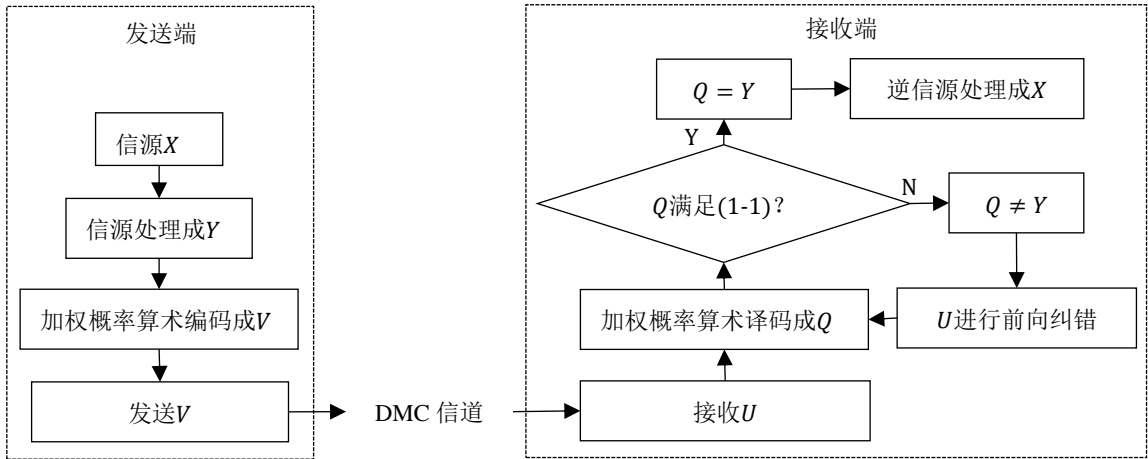 发送端
信源X
信源处理成Y
加权概率算术编码成V
发送V
DMC 信道
接收端
Q = Y
逆信源处理成X
Y
Q满足(1-1)?
N
Q ≠ Y
加权概率算术译码成Q
U进行前向纠错
接收U